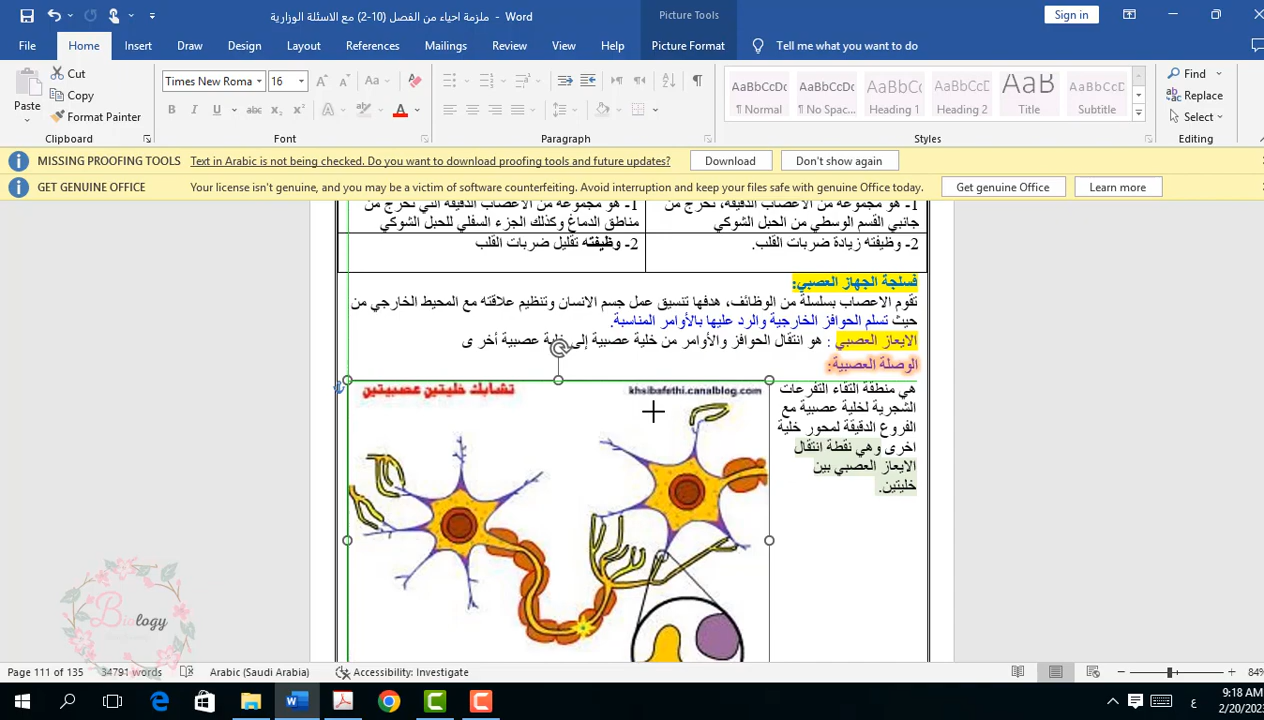 ملزمة احياء من الفصل (10-2) مع الاسئلة الوزارية - Word
Picture Tools
Sign in
File Home Insert Draw Design Layout References Mailings Review View Help Picture Format Tell me what you want to do
Paste
Cut
Copy
Format Painter
Clipboard
Times New Roma 16
Font
Paragraph
AaBbCcDd ¶ Normal
AaBbCcDd ¶ No Spac...
AaBbCc Heading 1
AaBbCcD Heading 2
AaB Title
AaBbCcD Subtitle
Styles
Find
Replace
Select
Editing
MISSING PROOFING TOOLS Text in Arabic is not being checked. Do you want to download proofing tools and future updates? Download Don't show again
GET GENUINE OFFICE Your license isn't genuine, and you may be a victim of software counterfeiting. Avoid interruption and keep your files safe with genuine Office today. Get genuine Office Learn more
1- هو مجموعة من الاعصاب الدقيقة، تخرج من
جانبي القسم الوسطي من الحبل الشوكي
1- هو مجموعة من الاعصاب الدقيقة التي تخرج من
مناطق الدماغ وكذلك الجزء السفلي للحبل الشوكي
2- وظيفته زيادة ضربات القلب.
2- وظيفته تقليل ضربات القلب
فسلجة الجهاز العصبي:
تقوم الاعصاب بسلسلة من الوظائف، هدفها تنسيق عمل جسم الانسان وتنظيم علاقته مع المحيط الخارجي من
حيث تسلم الحوافز الخارجية والرد عليها بالأوامر المناسبة.
الايعاز العصبي : هو انتقال الحوافز والأوامر من خلية عصبية إلى خلية عصبية أخر ى
الوصلة العصبية:
هي منطقة التقاء التفرعات
الشجرية لخلية عصبية مع
الفروع الدقيقة لمحور خلية
اخرى وهي نقطة انتقال
الايعاز العصبي بين
خليتين.
تشابك خليتين عصبيتين
khsibafethi.canalblog.com
Biology
Page 111 of 135 34791 words Arabic (Saudi Arabia) Accessibility: Investigate 84%
ع
9:18 AM
2/20/202